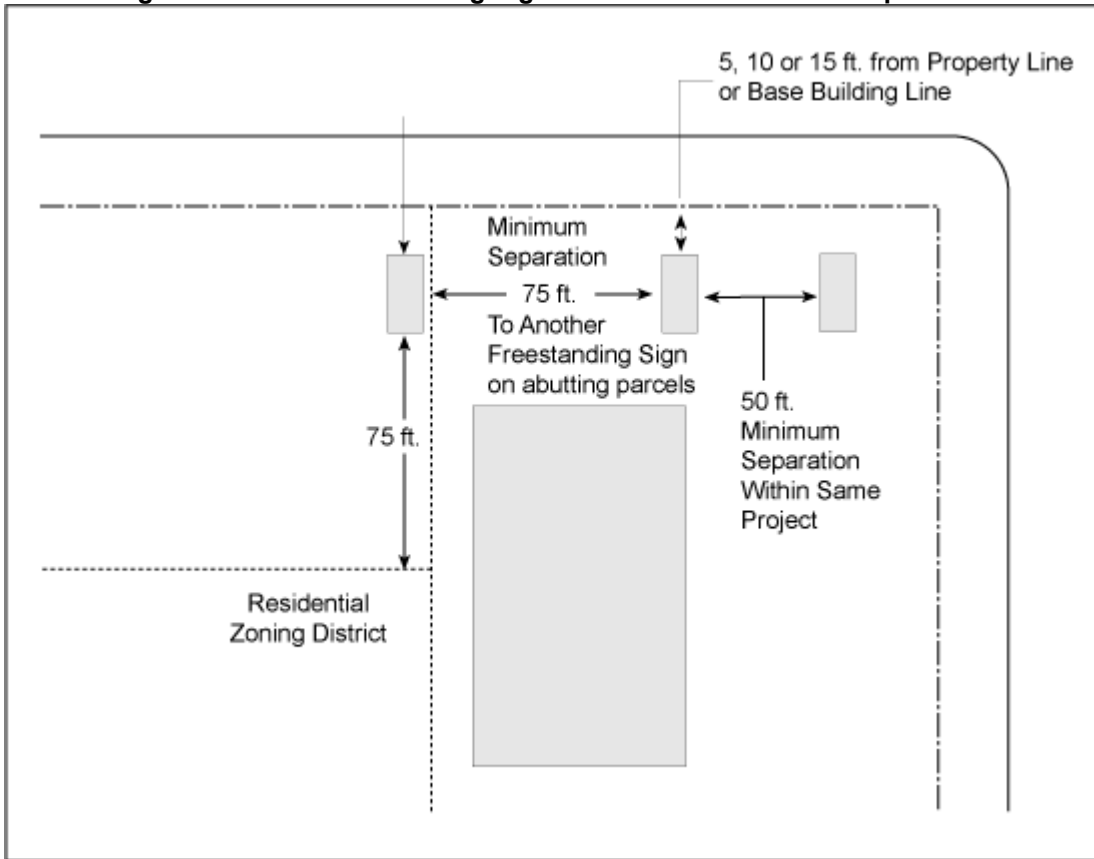 5, 10 or 15 ft. from Property Line
or Base Building Line
Minimum
Separation
75 ft.
To Another
Freestanding Sign
on abutting parcels
50 ft.
Minimum
Separation
Within Same
Project
75 ft.
Residential
Zoning District